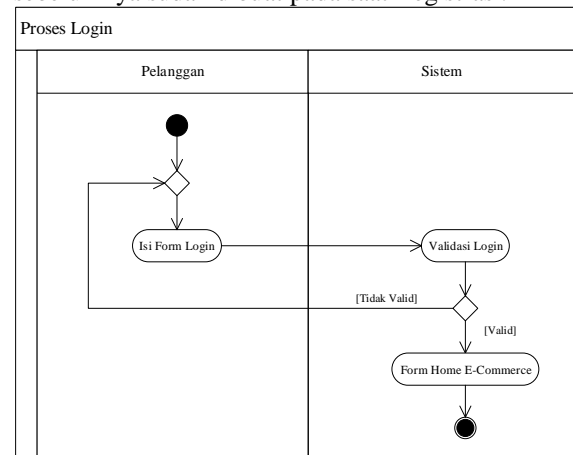 Proses Login
Pelanggan
Sistem
Isi Form Login
Validasi Login
[Tidak Valid]
[Valid]
Form Home E-Commerce